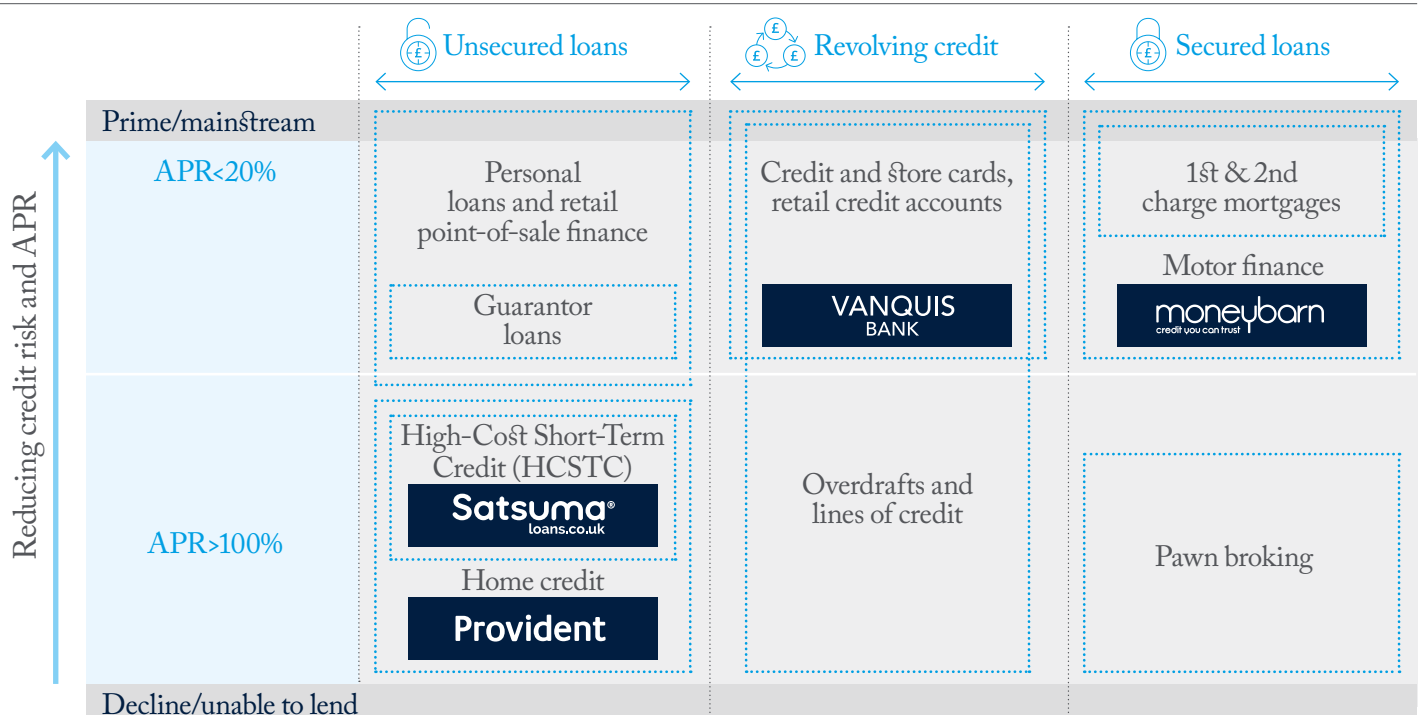 Unsecured loans
Revolving credit
Secured loans
£
£
£
£
£
Reducing credit risk and APR
Prime/mainstream
APR<20%
Personal
loans and retail
point-of-sale finance
Guarantor
loans
Credit and store cards,
retail credit accounts
VANQUIS
BANK
1st & 2nd
charge mortgages
Motor finance
moneybarn
credit you can trust
APR>100%
High-Cost Short-Term
Credit (HCSTC)
Satsuma®
loans.co.uk
Home credit
Provident
Overdrafts and
lines of credit
Pawn broking
Decline/unable to lend